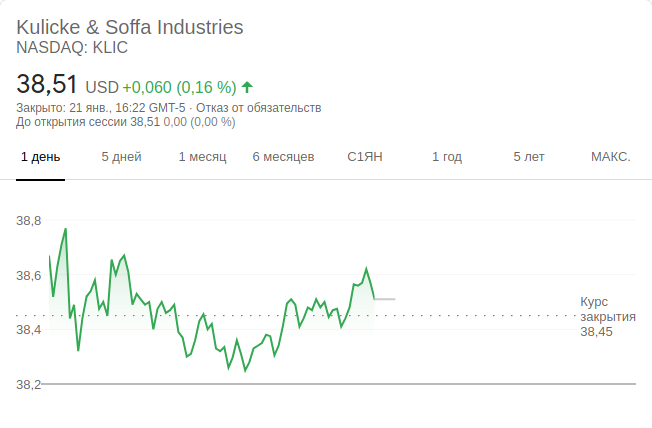 Kulicke & Soffa Industries
NASDAQ: KLIC
38,51 USD +0,060 (0,16 %)
Закрыто: 21 янв., 16:22 GMT-5 · Отказ от обязательств
До открытия сессии 38,51 0,00 (0,00 %)
1 день 5 дней 1 месяц 6 месяцев С1ЯН 1 год 5 лет МАКС.
38,8
38,6
38,4
38,2
Курс
закрытия
38,45